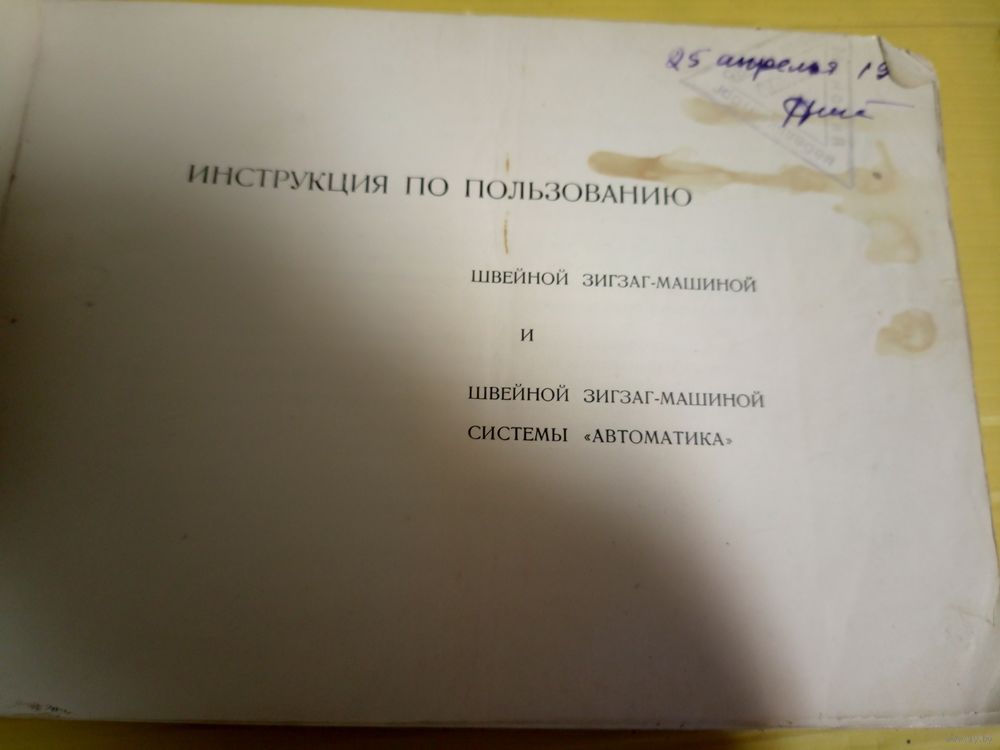 25 апреля 19
ИНСТРУКЦИЯ ПО ПОЛЬЗОВАНИЮ
ШВЕЙНОЙ ЗИГЗАГ-МАШИНОЙ
И
ШВЕЙНОЙ ЗИГЗАГ-МАШИНОЙ
СИСТЕМЫ «АВТОМАТИКА»